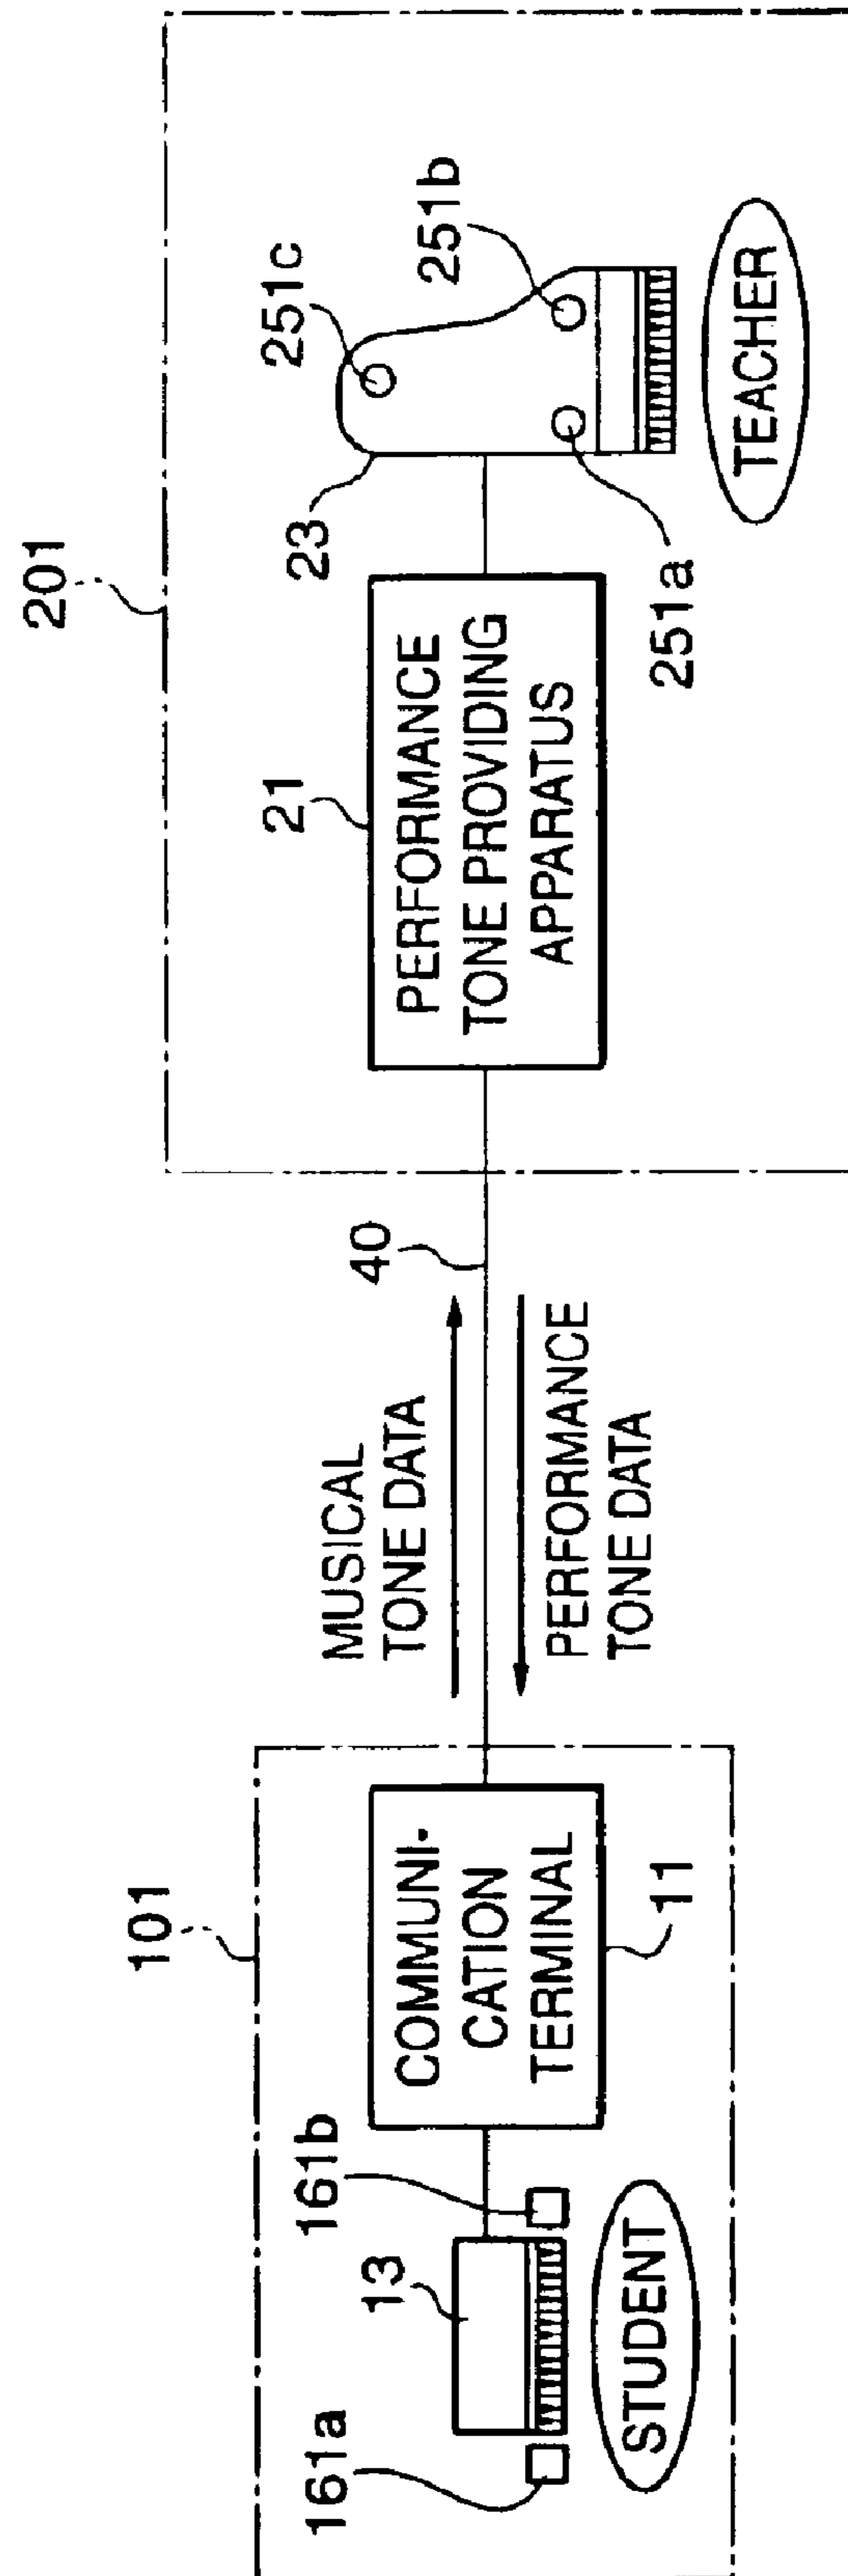 201
251c
251b
23
21
PERFORMANCE
TONE PROVIDING
APPARATUS
251a
TEACHER
40
MUSICAL
TONE DATA
PERFORMANCE
TONE DATA
101
COMMUNI-
CATION
TERMINAL
11
161b
13
161a
STUDENT